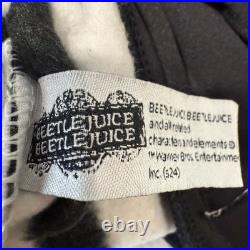 BEETLEJUICE
BEETLEJUICE
BEETLEJUICE BEETLEJUICE
and all related
characters and elements ©
™ Warner Bros. Entertainment
Inc. (s24)